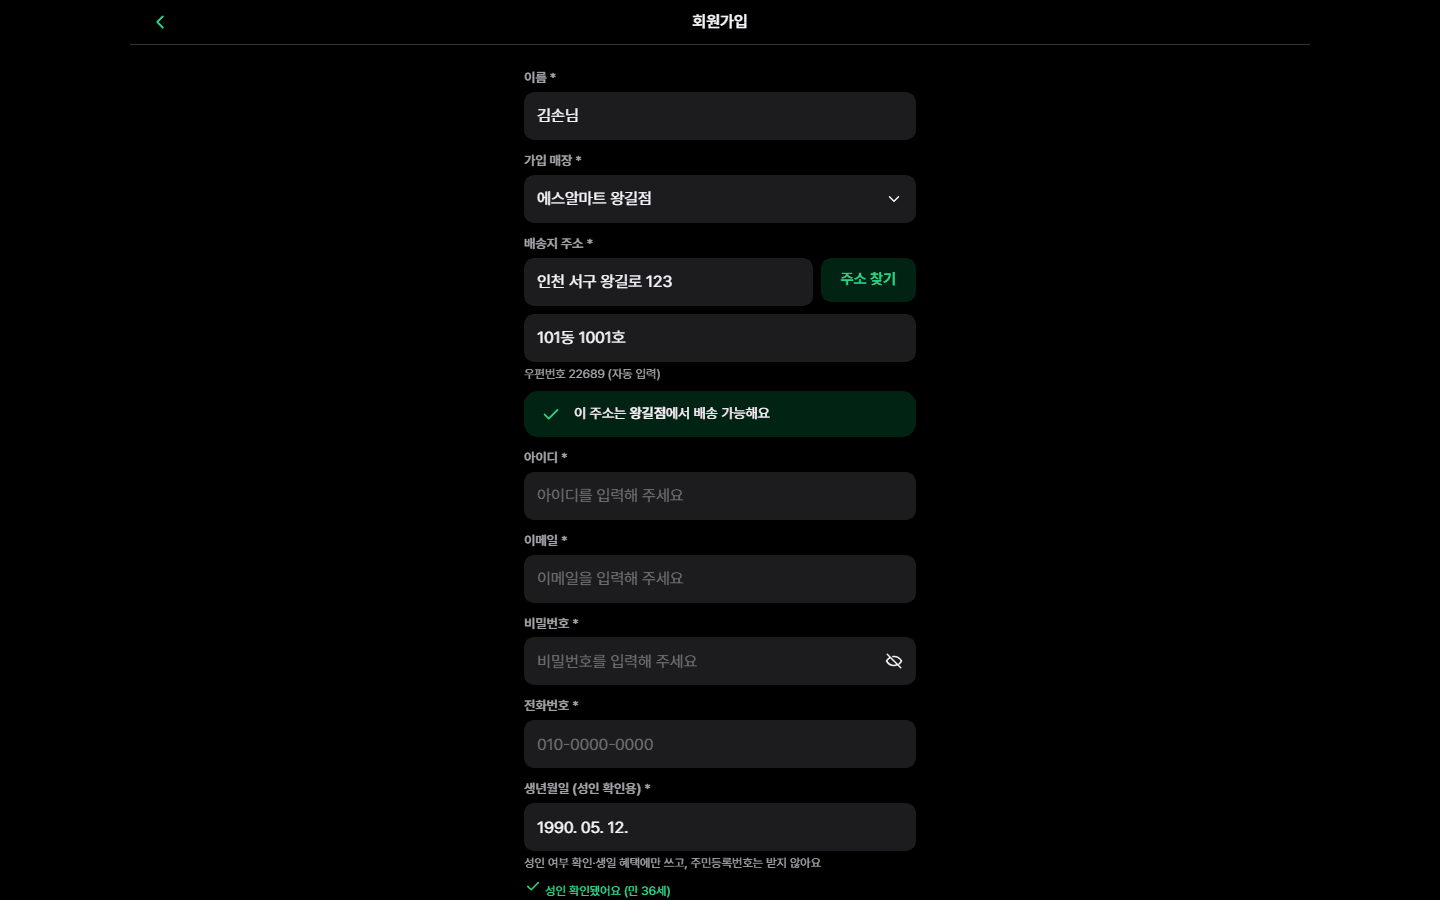 회원가입
이름 *
김손님
가입 매장 *
에스알마트 왕길점
배송지 주소 *
인천 서구 왕길로 123
주소 찾기
101동 1001호
우편번호 22689 (자동 입력)
이 주소는 왕길점에서 배송 가능해요
아이디 *
아이디를 입력해 주세요
이메일 *
이메일을 입력해 주세요
비밀번호 *
비밀번호를 입력해 주세요
전화번호 *
010-0000-0000
생년월일 (성인 확인용) *
1990. 05. 12.
성인 여부 확인·생일 혜택에만 쓰고, 주민등록번호는 받지 않아요
성인 확인됐어요 (만 36세)